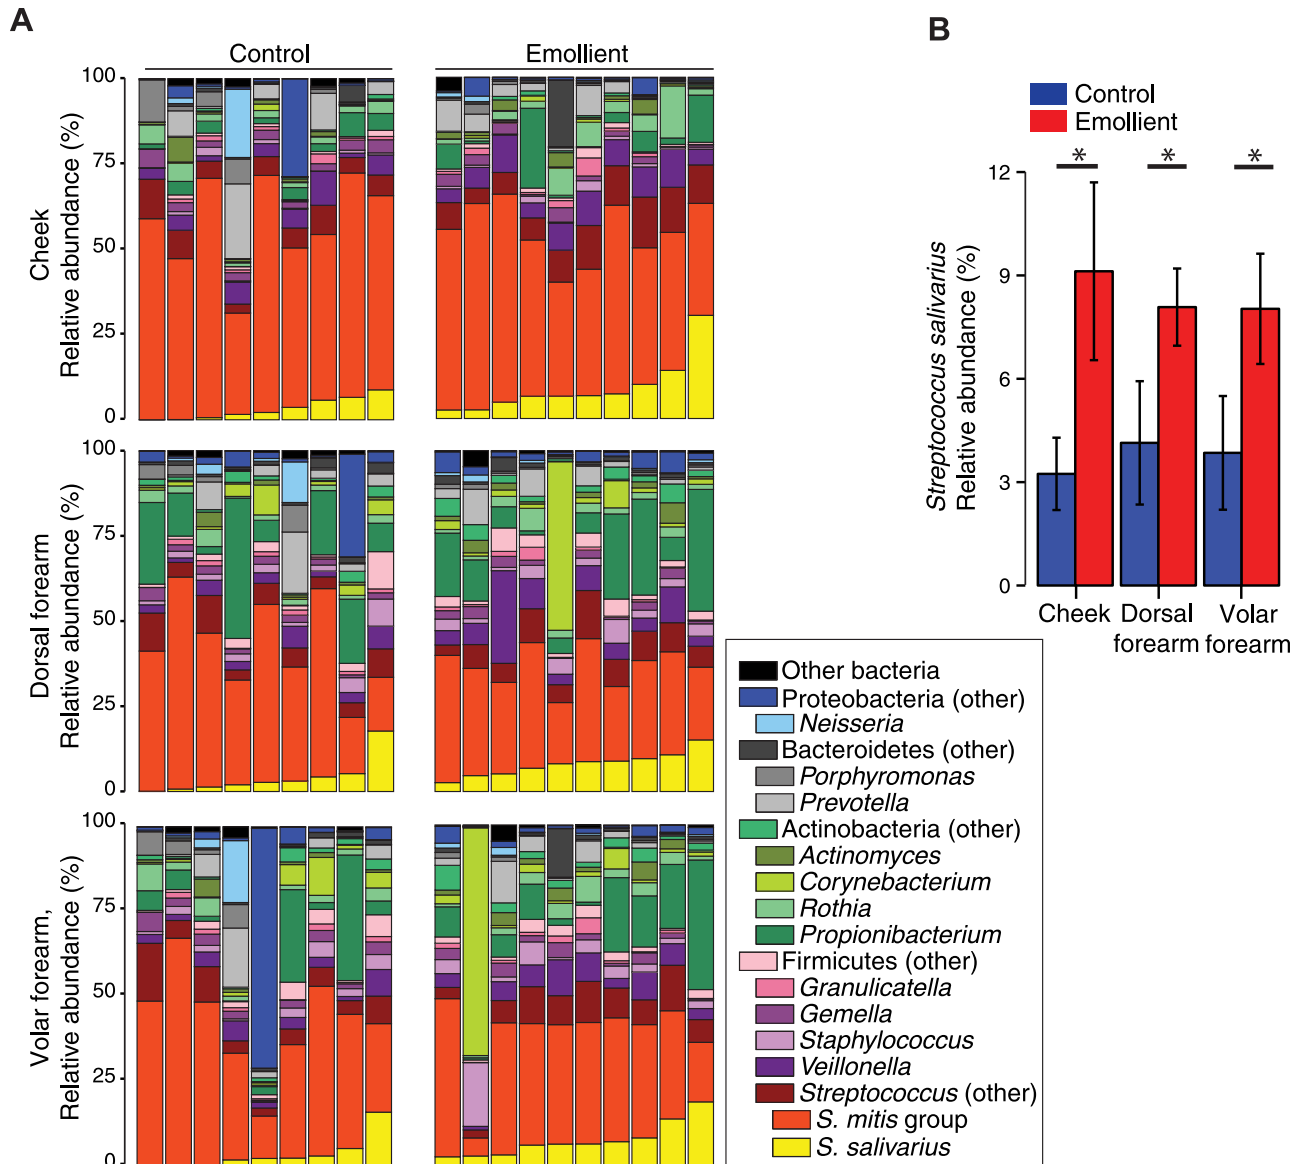 A
Control
Emollient
Cheek
Relative abundance (%)
100
75
50
25
0
Dorsal forearm
Relative abundance (%)
100
75
50
25
0
Volar forearm,
Relative abundance (%)
100
75
50
25
0
B
Control
Emollient
* * *
Streptococcus salivarius
Relative abundance (%)
12
9
6
3
0
Cheek
Dorsal
forearm
Volar
forearm
Other bacteria
Proteobacteria (other)
Neisseria
Bacteroidetes (other)
Porphyromonas
Prevotella
Actinobacteria (other)
Actinomyces
Corynebacterium
Rothia
Propionibacterium
Firmicutes (other)
Granulicatella
Gemella
Staphylococcus
Veillonella
Streptococcus (other)
S. mitis group
S. salivarius